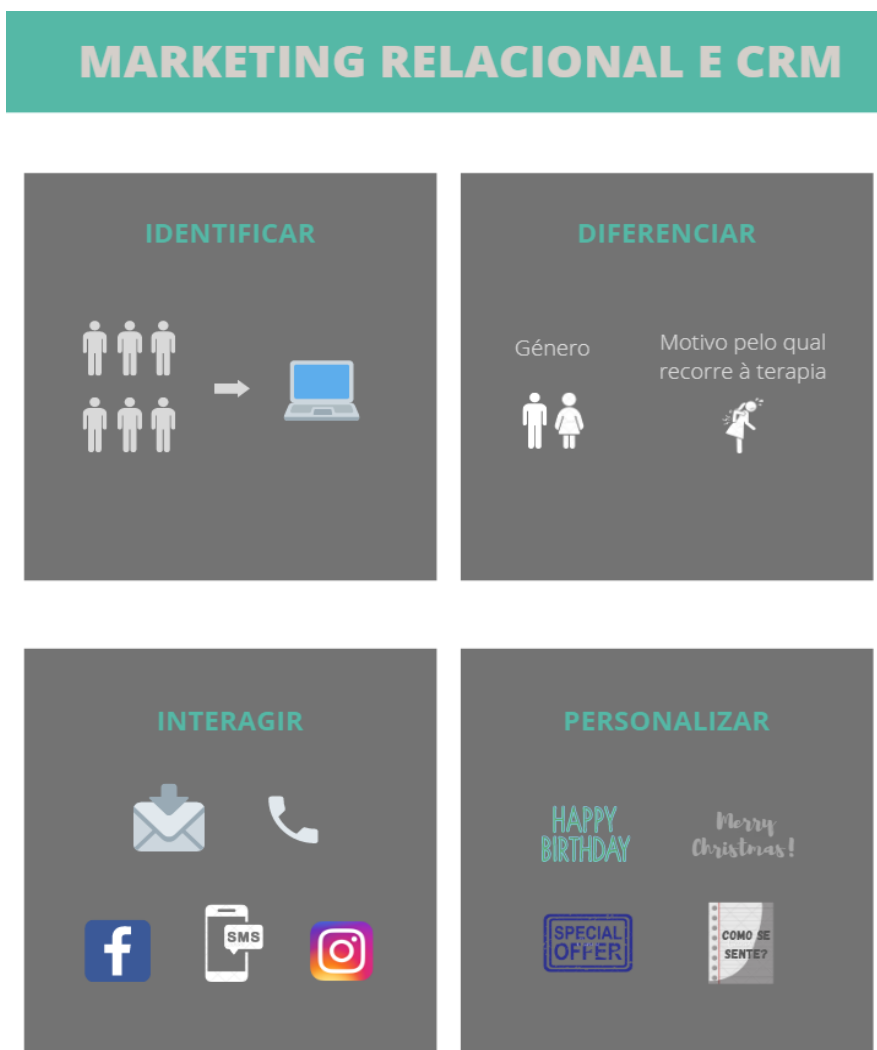 MARKETING RELACIONAL E CRM
IDENTIFICAR
DIFERENCIAR
Género
Motivo pelo qual
recorre à terapia
INTERAGIR
SMS
PERSONALIZAR
HAPPY
BIRTHDAY
Merry
Christmas!
SPECIAL
OFFER
COMO SE
SENTE?